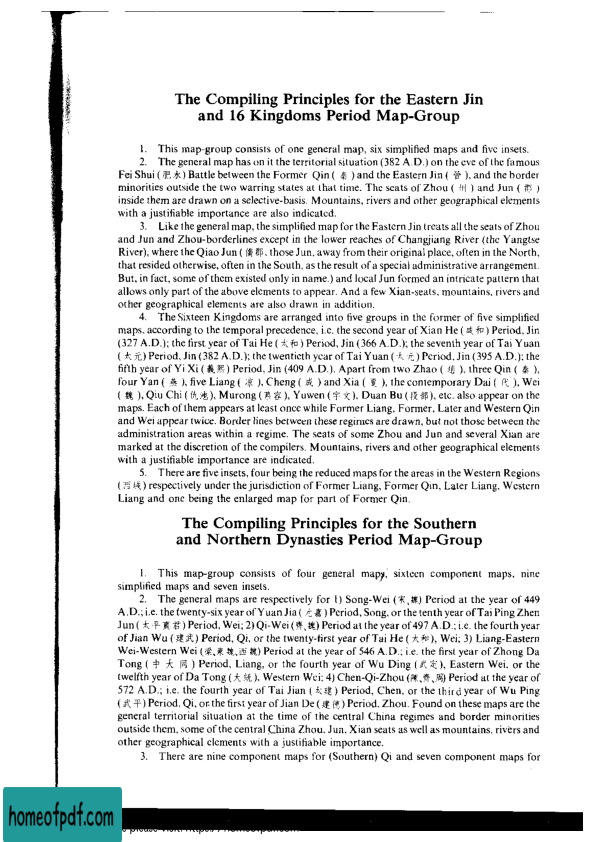 The Compiling Principles for the Eastern Jin
and 16 Kingdoms Period Map-Group
1. This map-group consists of one general map, six simplified maps and five insets.
2. The general map has on it the territorial situation (382 A.D.) on the eve of the famous
Fei Shui (肥水) Battle between the Former Qin (秦) and the Eastern Jin (晉), and the border
minorities outside the two warring states at that time. The seats of Zhou (州) and Jun (郡)
inside them are drawn on a selective-basis. Mountains, rivers and other geographical elements
with a justifiable importance are also indicated.
3. Like the general map, the simplified map for the Eastern Jin treats all the seats of Zhou
and Jun and Zhou-borderlines except in the lower reaches of Changjiang River (the Yangtse
River), where the Qiao Jun (僑郡, those Jun, away from their original place, often in the North,
that resided otherwise, often in the South, as the result of a special administrative arrangement.
But, in fact, some of them existed only in name.) and local Jun formed an intricate pattern that
allows only part of the above elements to appear. And a few Xian-seats, mountains, rivers and
other geographical elements are also drawn in addition.
4. The Sixteen Kingdoms are arranged into five groups in the former of five simplified
maps, according to the temporal precedence, i.e. the second year of Xian He (咸和) Period, Jin
(327 A.D.); the first year of Tai He (太和) Period, Jin (366 A.D.); the seventh year of Tai Yuan
(太元) Period, Jin (382 A.D.); the twentieth year of Tai Yuan (太元) Period, Jin (395 A.D.); the
fifth year of Yi Xi (義熙) Period, Jin (409 A.D.). Apart from two Zhao (趙), three Qin (秦),
four Yan (燕), five Liang (凉), Cheng (成) and Xia (夏), the contemporary Dai (代), Wei
(魏), Qiu Chi (仇池), Murong (慕容), Yuwen (宇文), Duan Bu (段部), etc. also appear on the
maps. Each of them appears at least once while Former Liang, Former, Later and Western Qin
and Wei appear twice. Border lines between these regimes are drawn, but not those between the
administration areas within a regime. The seats of some Zhou and Jun and several Xian are
marked at the discretion of the compilers. Mountains, rivers and other geographical elements
with a justifiable importance are indicated.
5. There are five insets, four being the reduced maps for the areas in the Western Regions
(西域) respectively under the jurisdiction of Former Liang, Former Qin, Later Liang, Western
Liang and one being the enlarged map for part of Former Qin.
The Compiling Principles for the Southern
and Northern Dynasties Period Map-Group
1. This map-group consists of four general map, sixteen component maps, nine
simplified maps and seven insets.
2. The general maps are respectively for 1) Song-Wei (宋、魏) Period at the year of 449
A.D.; i.e. the twenty-six year of Yuan Jia (元嘉) Period, Song, or the tenth year of Tai Ping Zhen
Jun (太平真君) Period, Wei; 2) Qi-Wei (齊、魏) Period at the year of 497 A.D.; i.e. the fourth year
of Jian Wu (建武) Period, Qi, or the twenty-first year of Tai He (太和), Wei; 3) Liang-Eastern
Wei-Western Wei (梁、東魏、西魏) Period at the year of 546 A.D.; i.e. the first year of Zhong Da
Tong (中大同) Period, Liang, or the fourth year of Wu Ding (武定), Eastern Wei, or the
twelfth year of Da Tong (大統), Western Wei; 4) Chen-Qi-Zhou (陳、齊、周) Period at the year of
572 A.D.; i.e. the fourth year of Tai Jian (太建) Period, Chen, or the third year of Wu Ping
(武平) Period, Qi, or the first year of Jian De (建德) Period, Zhou. Found on these maps are the
general territorial situation at the time of the central China regimes and border minorities
outside them, some of the central China Zhou, Jun, Xian seats as well as mountains, rivers and
other geographical elements with a justifiable importance.
3. There are nine component maps for (Southern) Qi and seven component maps for
homeofpdf.com